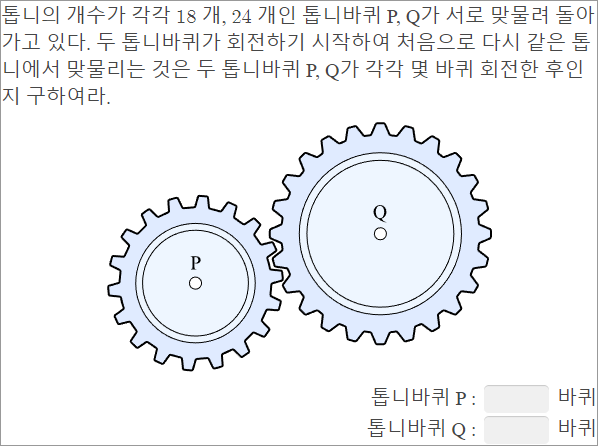 톱니의 개수가 각각 18 개, 24 개인 톱니바퀴 P, Q가 서로 맞물려 돌아
가고 있다. 두 톱니바퀴가 회전하기 시작하여 처음으로 다시 같은 톱
니에서 맞물리는 것은 두 톱니바퀴 P, Q가 각각 몇 바퀴 회전한 후인
지 구하여라.
Q
P
톱니바퀴 P : 바퀴
톱니바퀴 Q : 바퀴